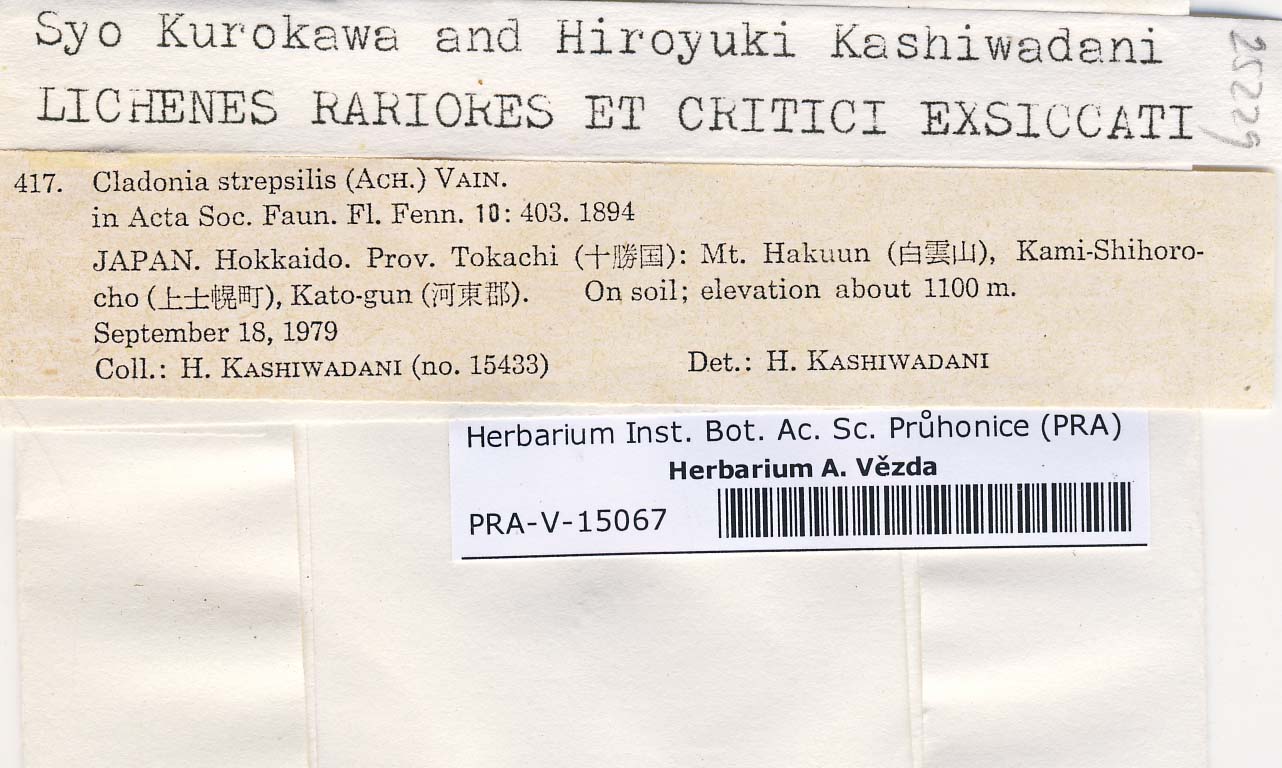 Syo Kurokawa and Hiroyuki Kashiwadani
LICHENES RARIORES ET CRITICI EXSICCATI
25229
417. Cladonia strepsilis (ACH.) VAIN.
in Acta Soc. Faun. Fl. Fenn. 10: 403. 1894
JAPAN. Hokkaido. Prov. Tokachi (十勝国): Mt. Hakuun (白雲山), Kami-Shihoro-
cho (上士幌町), Kato-gun (河東郡). On soil; elevation about 1100 m.
September 18, 1979
Coll.: H. KASHIWADANI (no. 15433) Det.: H. KASHIWADANI
Herbarium Inst. Bot. Ac. Sc. Průhonice (PRA)
Herbarium A. Vězda
PRA-V-15067